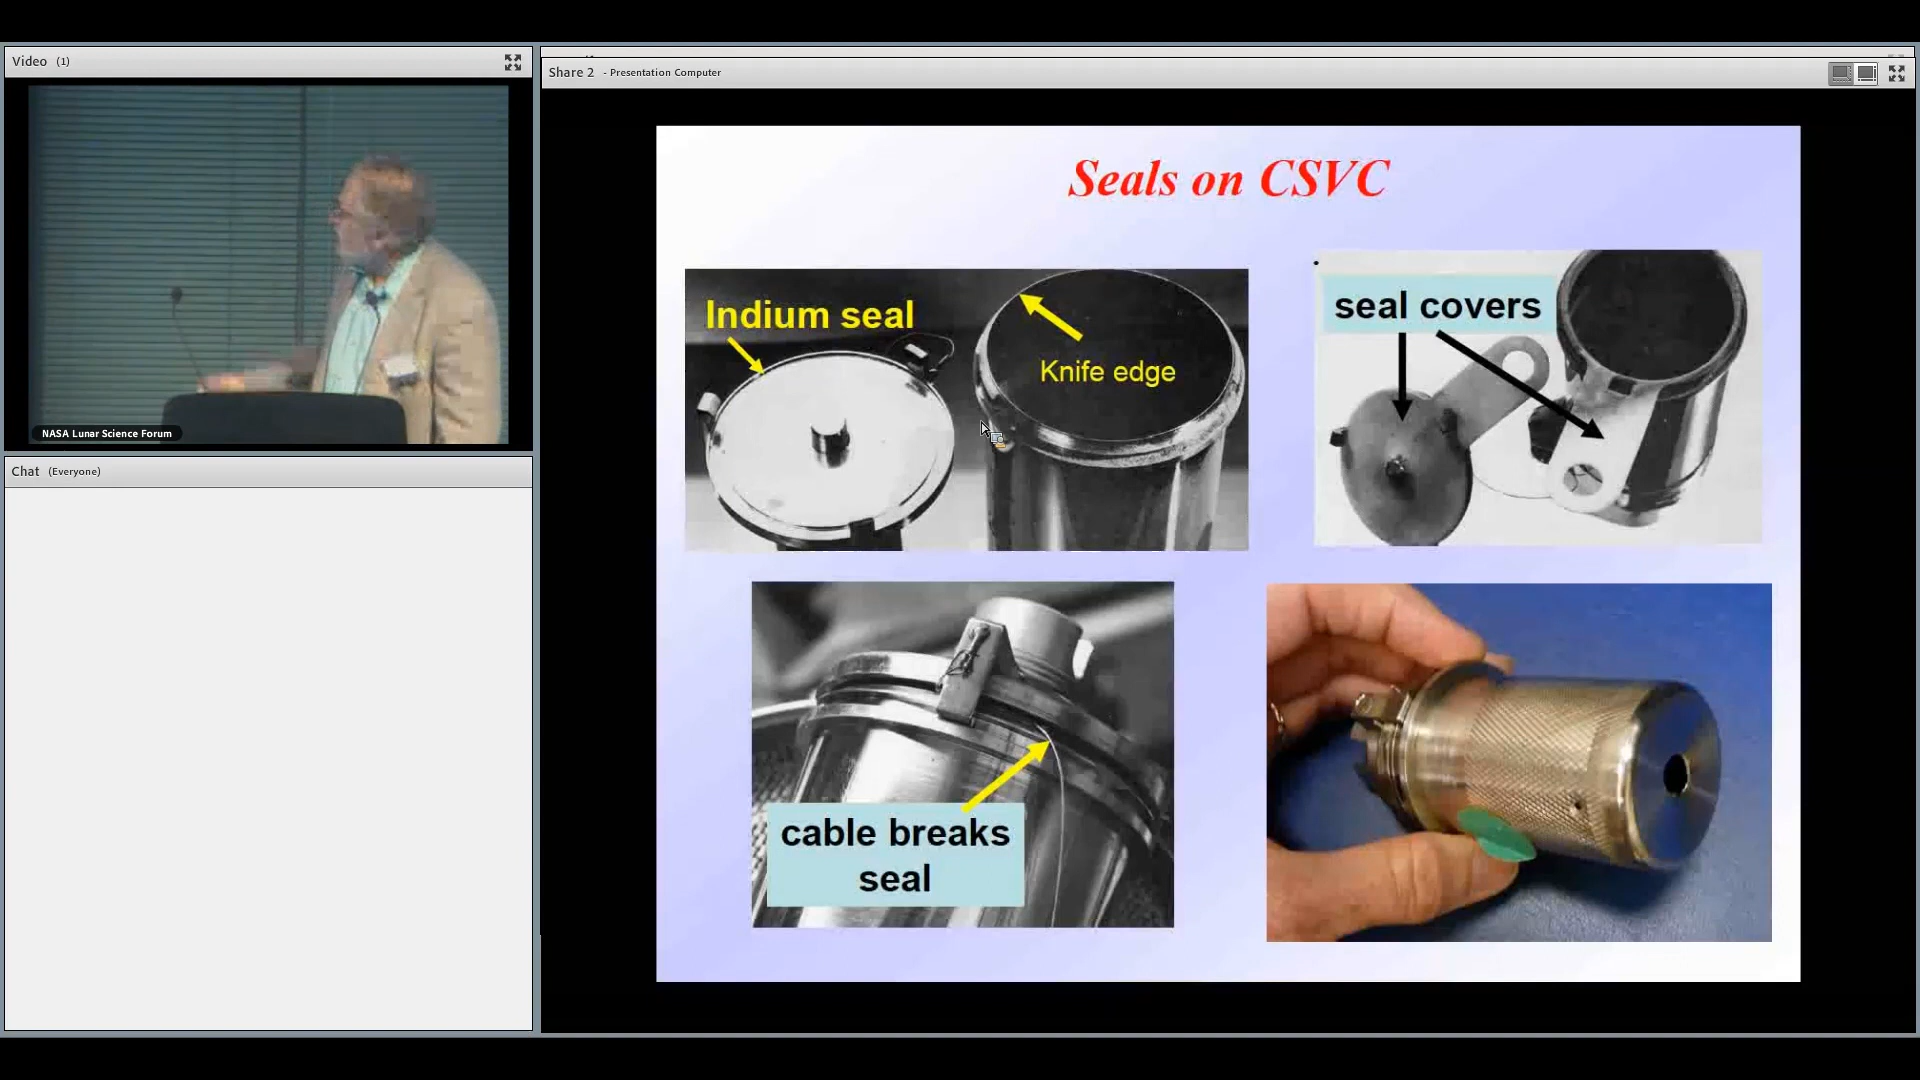 Video (1)
NASA Lunar Science Forum
Chat (Everyone)
Share 2 - Presentation Computer
Seals on CSVC
Indium seal
Knife edge
seal covers
cable breaks
seal